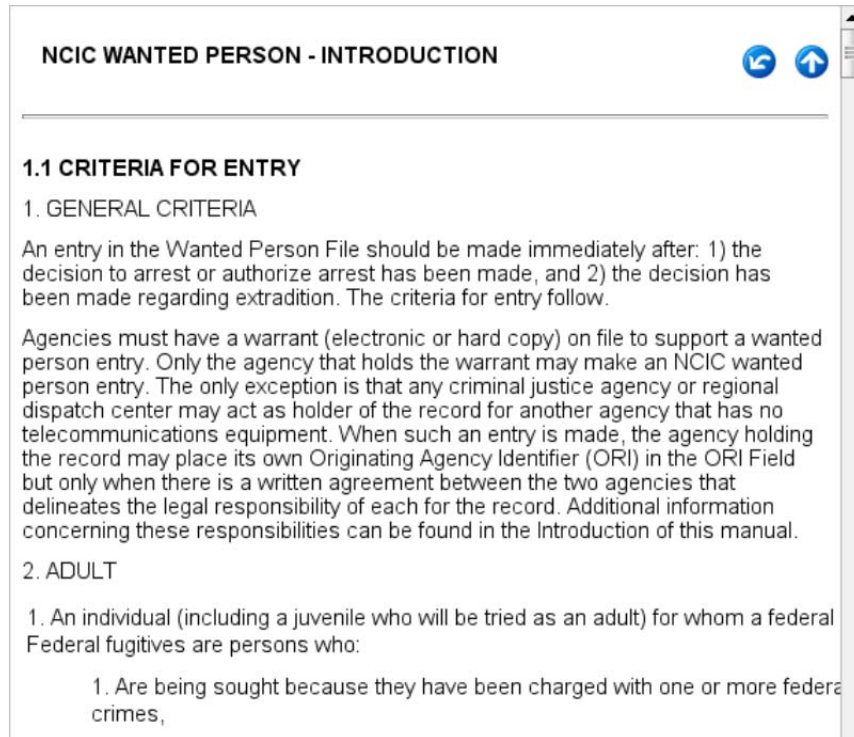 NCIC WANTED PERSON - INTRODUCTION
1.1 CRITERIA FOR ENTRY
1. GENERAL CRITERIA
An entry in the Wanted Person File should be made immediately after: 1) the
decision to arrest or authorize arrest has been made, and 2) the decision has
been made regarding extradition. The criteria for entry follow.
Agencies must have a warrant (electronic or hard copy) on file to support a wanted
person entry. Only the agency that holds the warrant may make an NCIC wanted
person entry. The only exception is that any criminal justice agency or regional
dispatch center may act as holder of the record for another agency that has no
telecommunications equipment. When such an entry is made, the agency holding
the record may place its own Originating Agency Identifier (ORI) in the ORI Field
but only when there is a written agreement between the two agencies that
delineates the legal responsibility of each for the record. Additional information
concerning these responsibilities can be found in the Introduction of this manual.
2. ADULT
1. An individual (including a juvenile who will be tried as an adult) for whom a federal
Federal fugitives are persons who:
1. Are being sought because they have been charged with one or more federa
crimes,